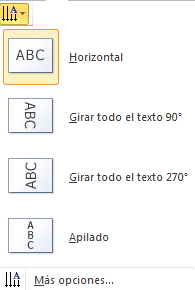 ABC
Horizontal
ABC
Girar todo el texto 90°
ABC
Girar todo el texto 270°
A
B
C
Apilado
Más opciones...